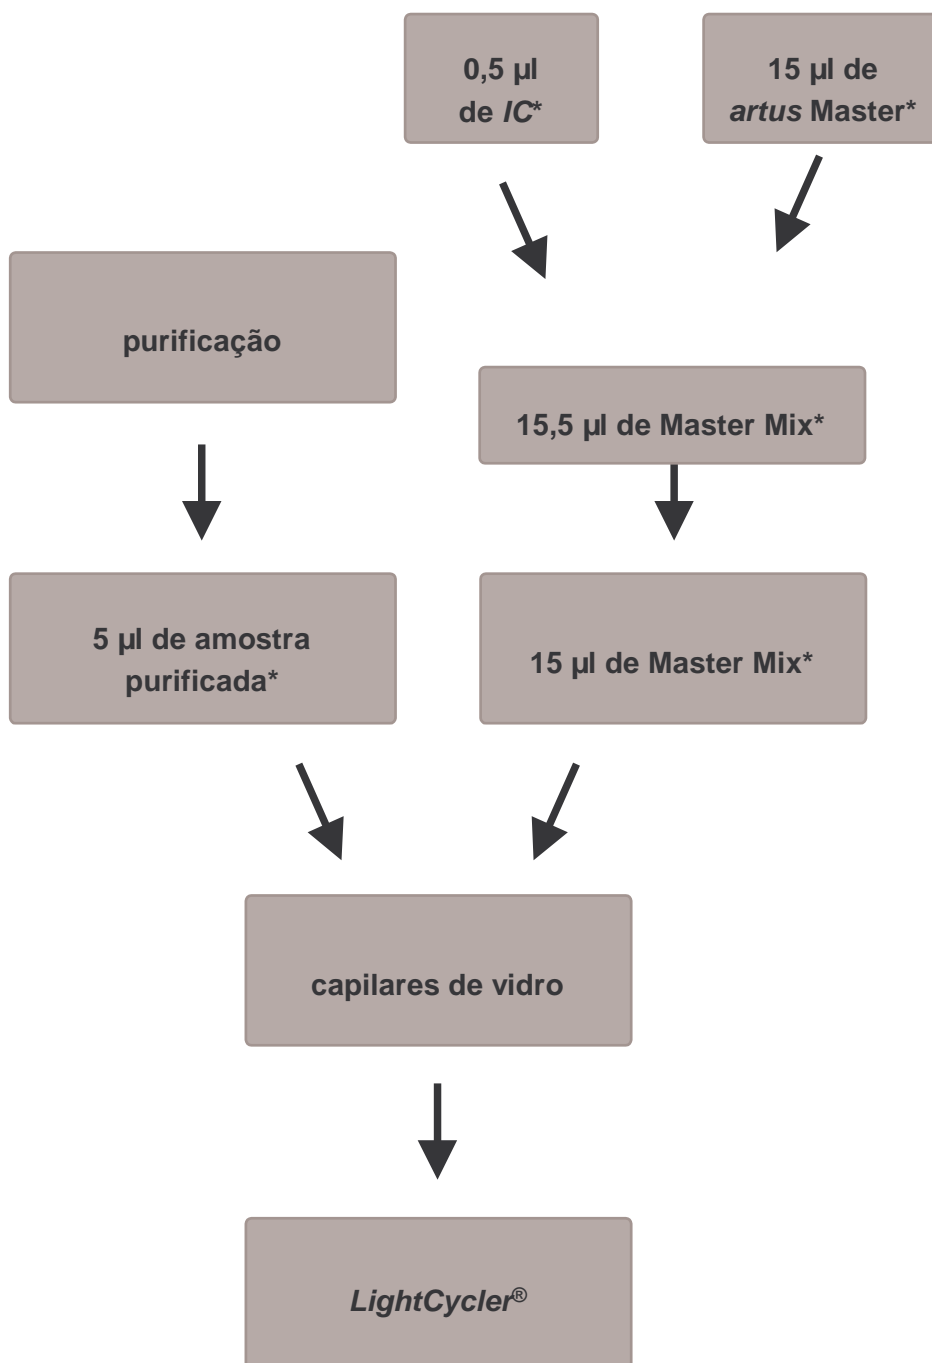 0,5 µl
de IC*
15 µl de
artus Master*
purificação
15,5 µl de Master Mix*
5 µl de amostra
purificada*
15 µl de Master Mix*
capilares de vidro
LightCycler®